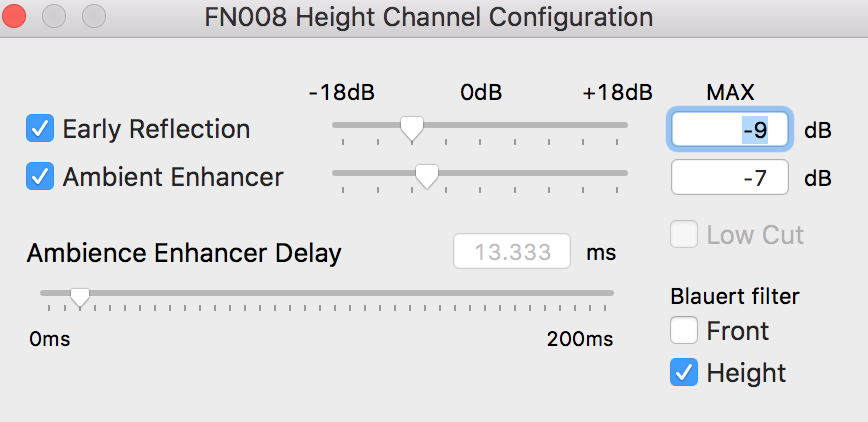 FN008 Height Channel Configuration
-18dB 0dB +18dB MAX
Early Reflection -9 dB
Ambient Enhancer -7 dB
Low Cut
Ambience Enhancer Delay 13.333 ms
Blauert filter
Front
0ms 200ms
Height